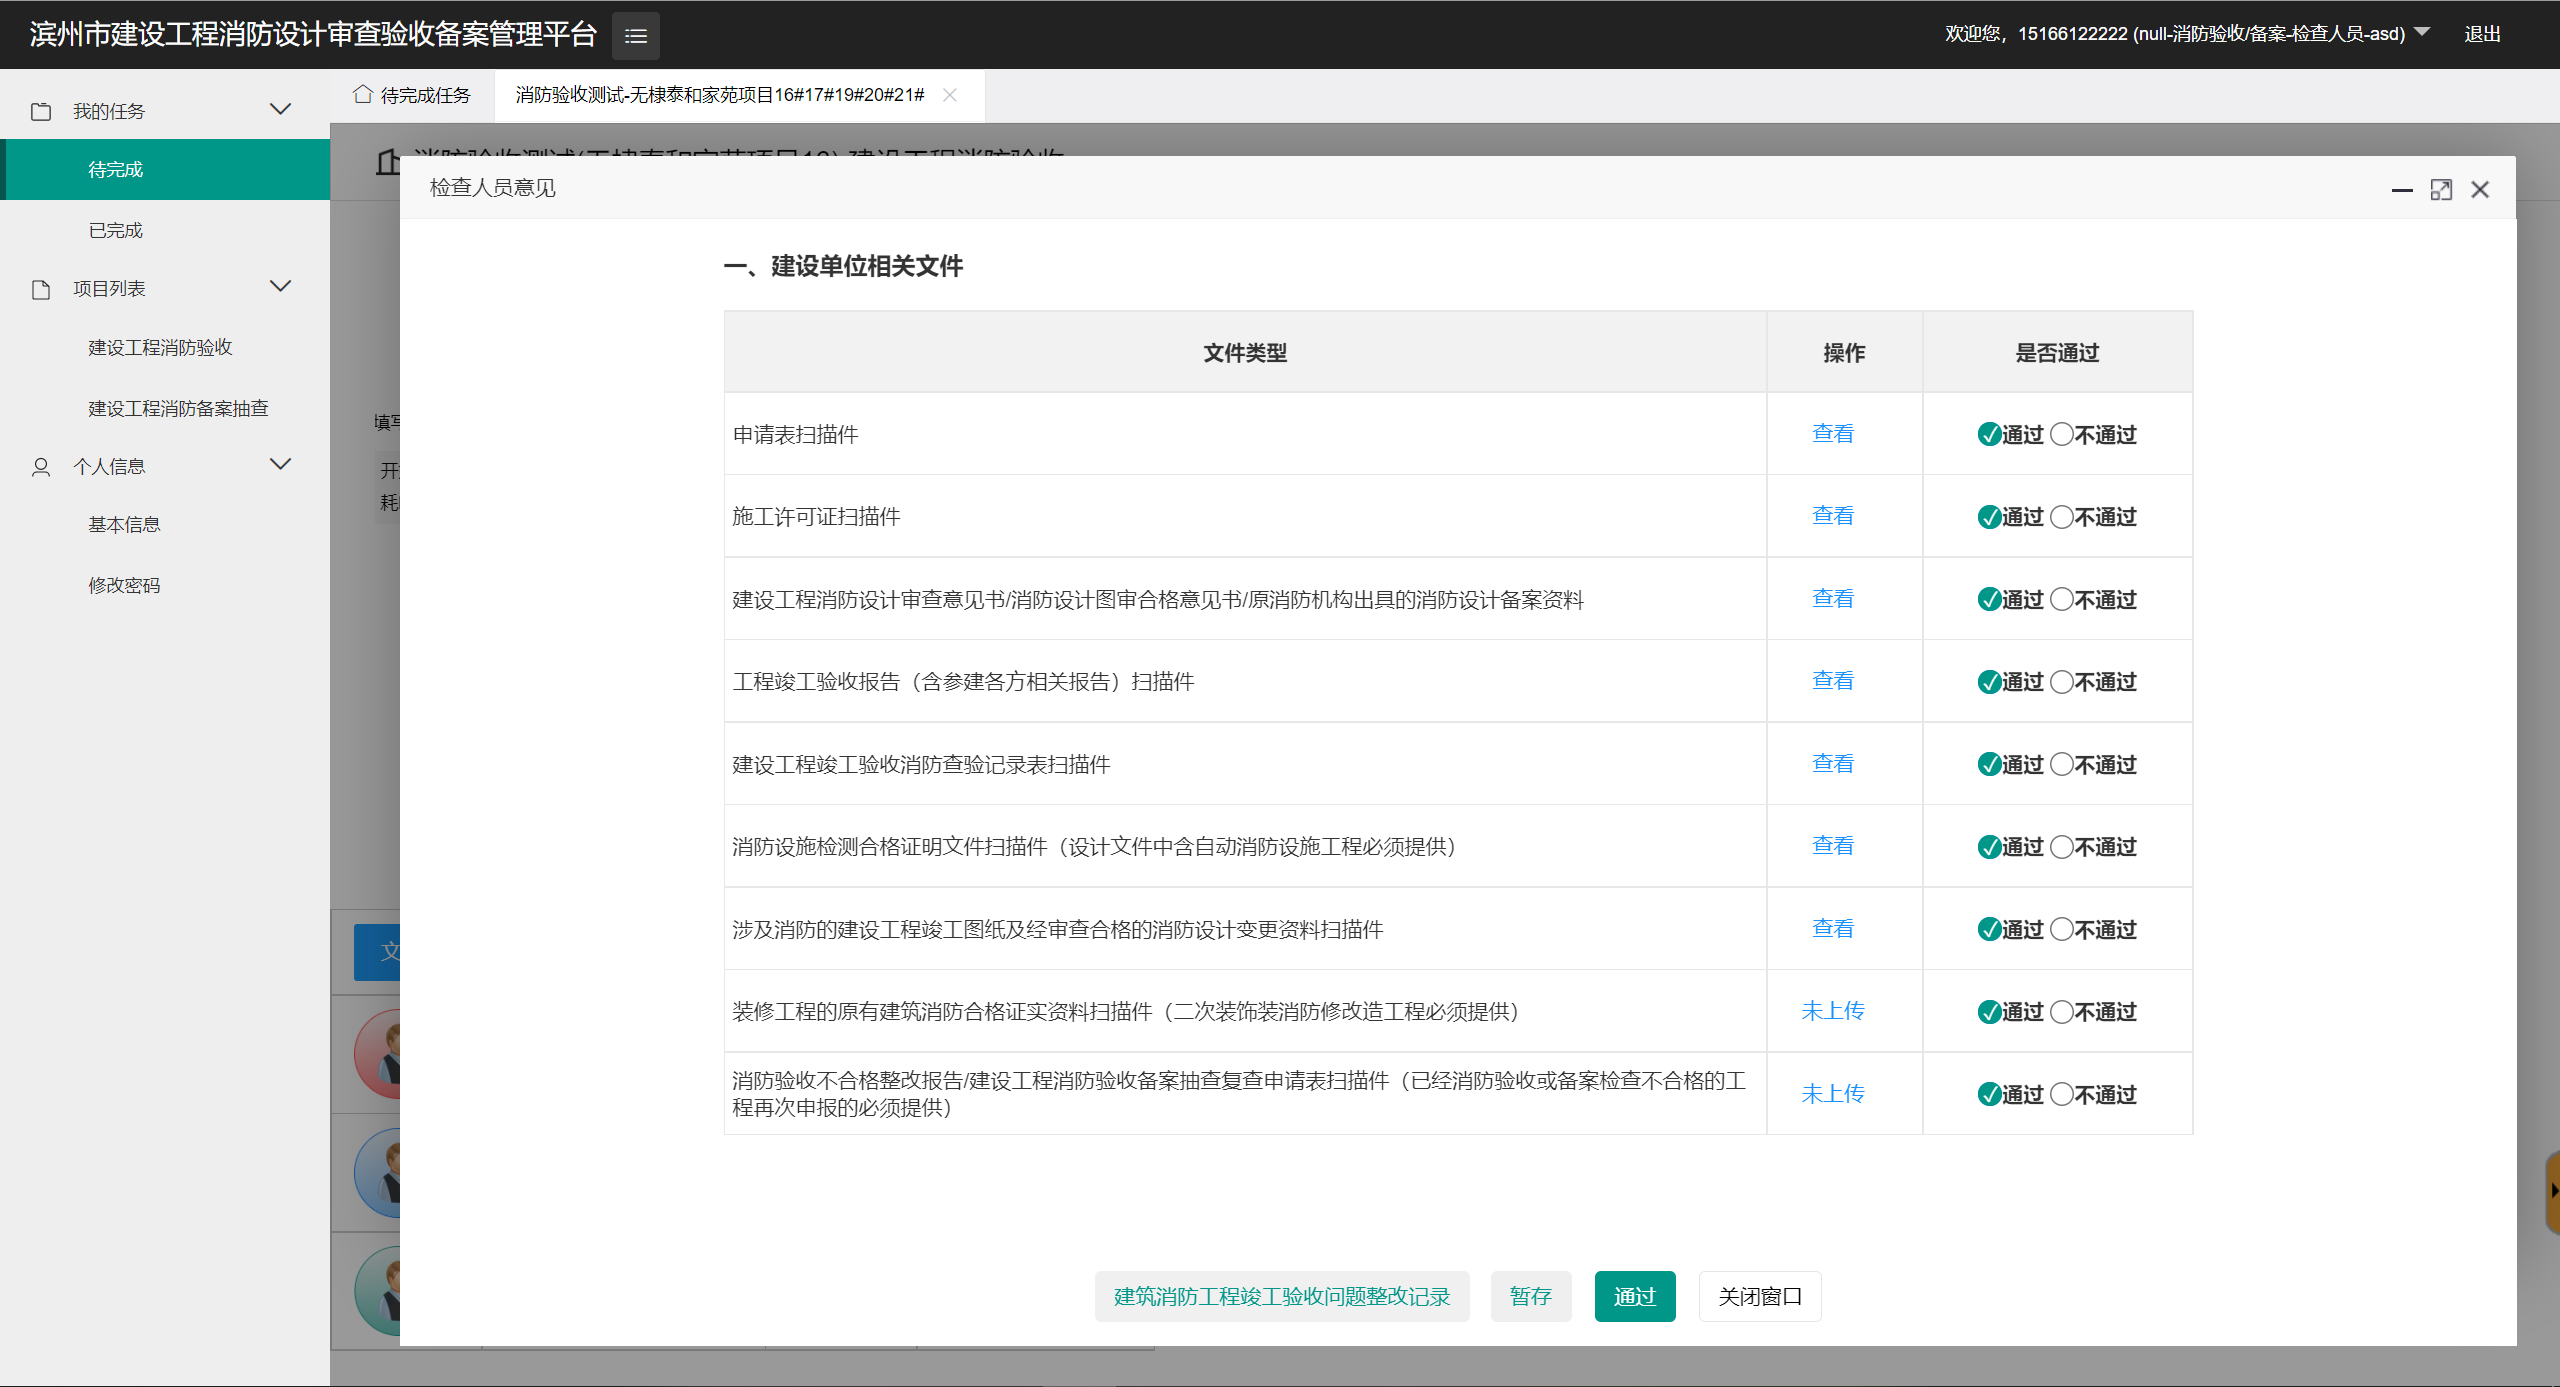 滨州市建设工程消防设计审查验收备案管理平台
欢迎您，15166122222 (null-消防验收/备案-检查人员-asd)
退出
我的任务
待完成
已完成
项目列表
建设工程消防验收
建设工程消防备案抽查
个人信息
基本信息
修改密码
待完成任务
消防验收测试-无棣泰和家苑项目16#17#19#20#21#
检查人员意见
填写
开
耗
文
一、建设单位相关文件
文件类型 操作 是否通过
申请表扫描件 查看 通过 不通过
施工许可证扫描件 查看 通过 不通过
建设工程消防设计审查意见书/消防设计图审合格意见书/原消防机构出具的消防设计备案资料 查看 通过 不通过
工程竣工验收报告（含参建各方相关报告）扫描件 查看 通过 不通过
建设工程竣工验收消防查验记录表扫描件 查看 通过 不通过
消防设施检测合格证明文件扫描件（设计文件中含自动消防设施工程必须提供） 查看 通过 不通过
涉及消防的建设工程竣工图纸及经审查合格的消防设计变更资料扫描件 查看 通过 不通过
装修工程的原有建筑消防合格证实资料扫描件（二次装饰装消防修改造工程必须提供） 未上传 通过 不通过
消防验收不合格整改报告/建设工程消防验收备案抽查复查申请表扫描件（已经消防验收或备案检查不合格的工
程再次申报的必须提供） 未上传 通过 不通过
建筑消防工程竣工验收问题整改记录
暂存
通过
关闭窗口